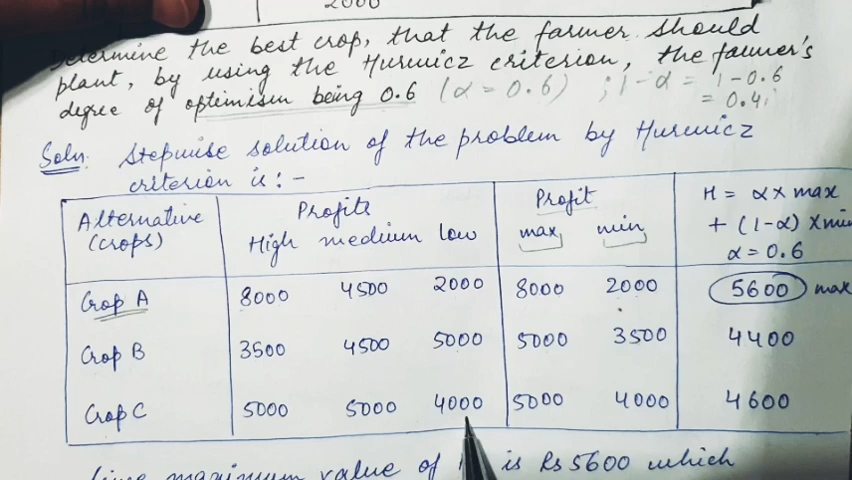 2000
Determine the best crop, that the farmer should
plant, by using the Hurwicz criterion, the farmer's
degree of optimism being 0.6 (α = 0.6) ; 1-α = 1-0.6
= 0.4
Soln: Stepwise solution of the problem by Hurwicz
criterion is :-
Alternative (crops) Profits Profit H = α x max
High medium low max min + (1-α) x min
α = 0.6
Crop A 8000 4500 2000 8000 2000 5600 max
Crop B 3500 4500 5000 5000 3500 4400
Crop C 5000 5000 4000 5000 4000 4600
maximum value of is Rs 5600 which